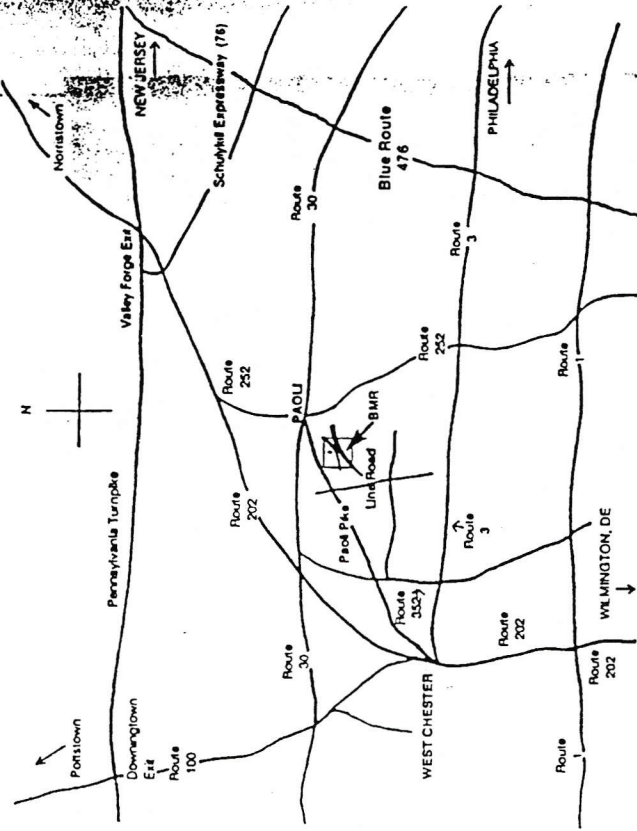 N
Norristown
NEW JERSEY
Schulykil Expressway (76)
Valley Forge Exit
Pennsylvania Turnpike
Pottstown
Downingtown
Exit
Route
100
Route
202
Route
252
PAOLI
Route
30
Blue Route
476
PHILADELPHIA
Route
3
BMR
Line Road
Paoli Pike
Route
252
Route
30
Route
352
Route
3
WEST CHESTER
Route
202
WILMINGTON, DE
Route
202
Route
1
Route
1